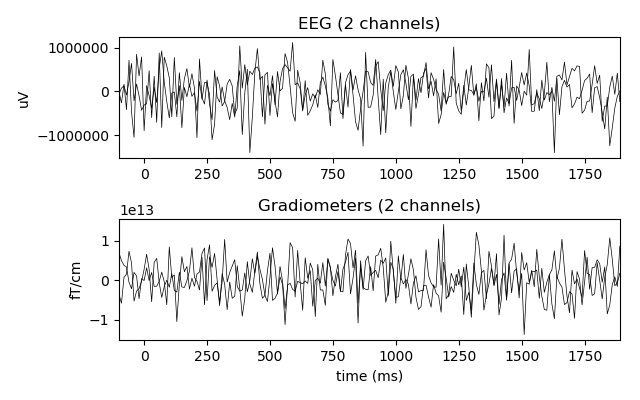 EEG (2 channels)
1000000
0
−1000000
uV
0 250 500 750 1000 1250 1500 1750
Gradiometers (2 channels)
1e13
1
0
−1
fT/cm
0 250 500 750 1000 1250 1500 1750
time (ms)